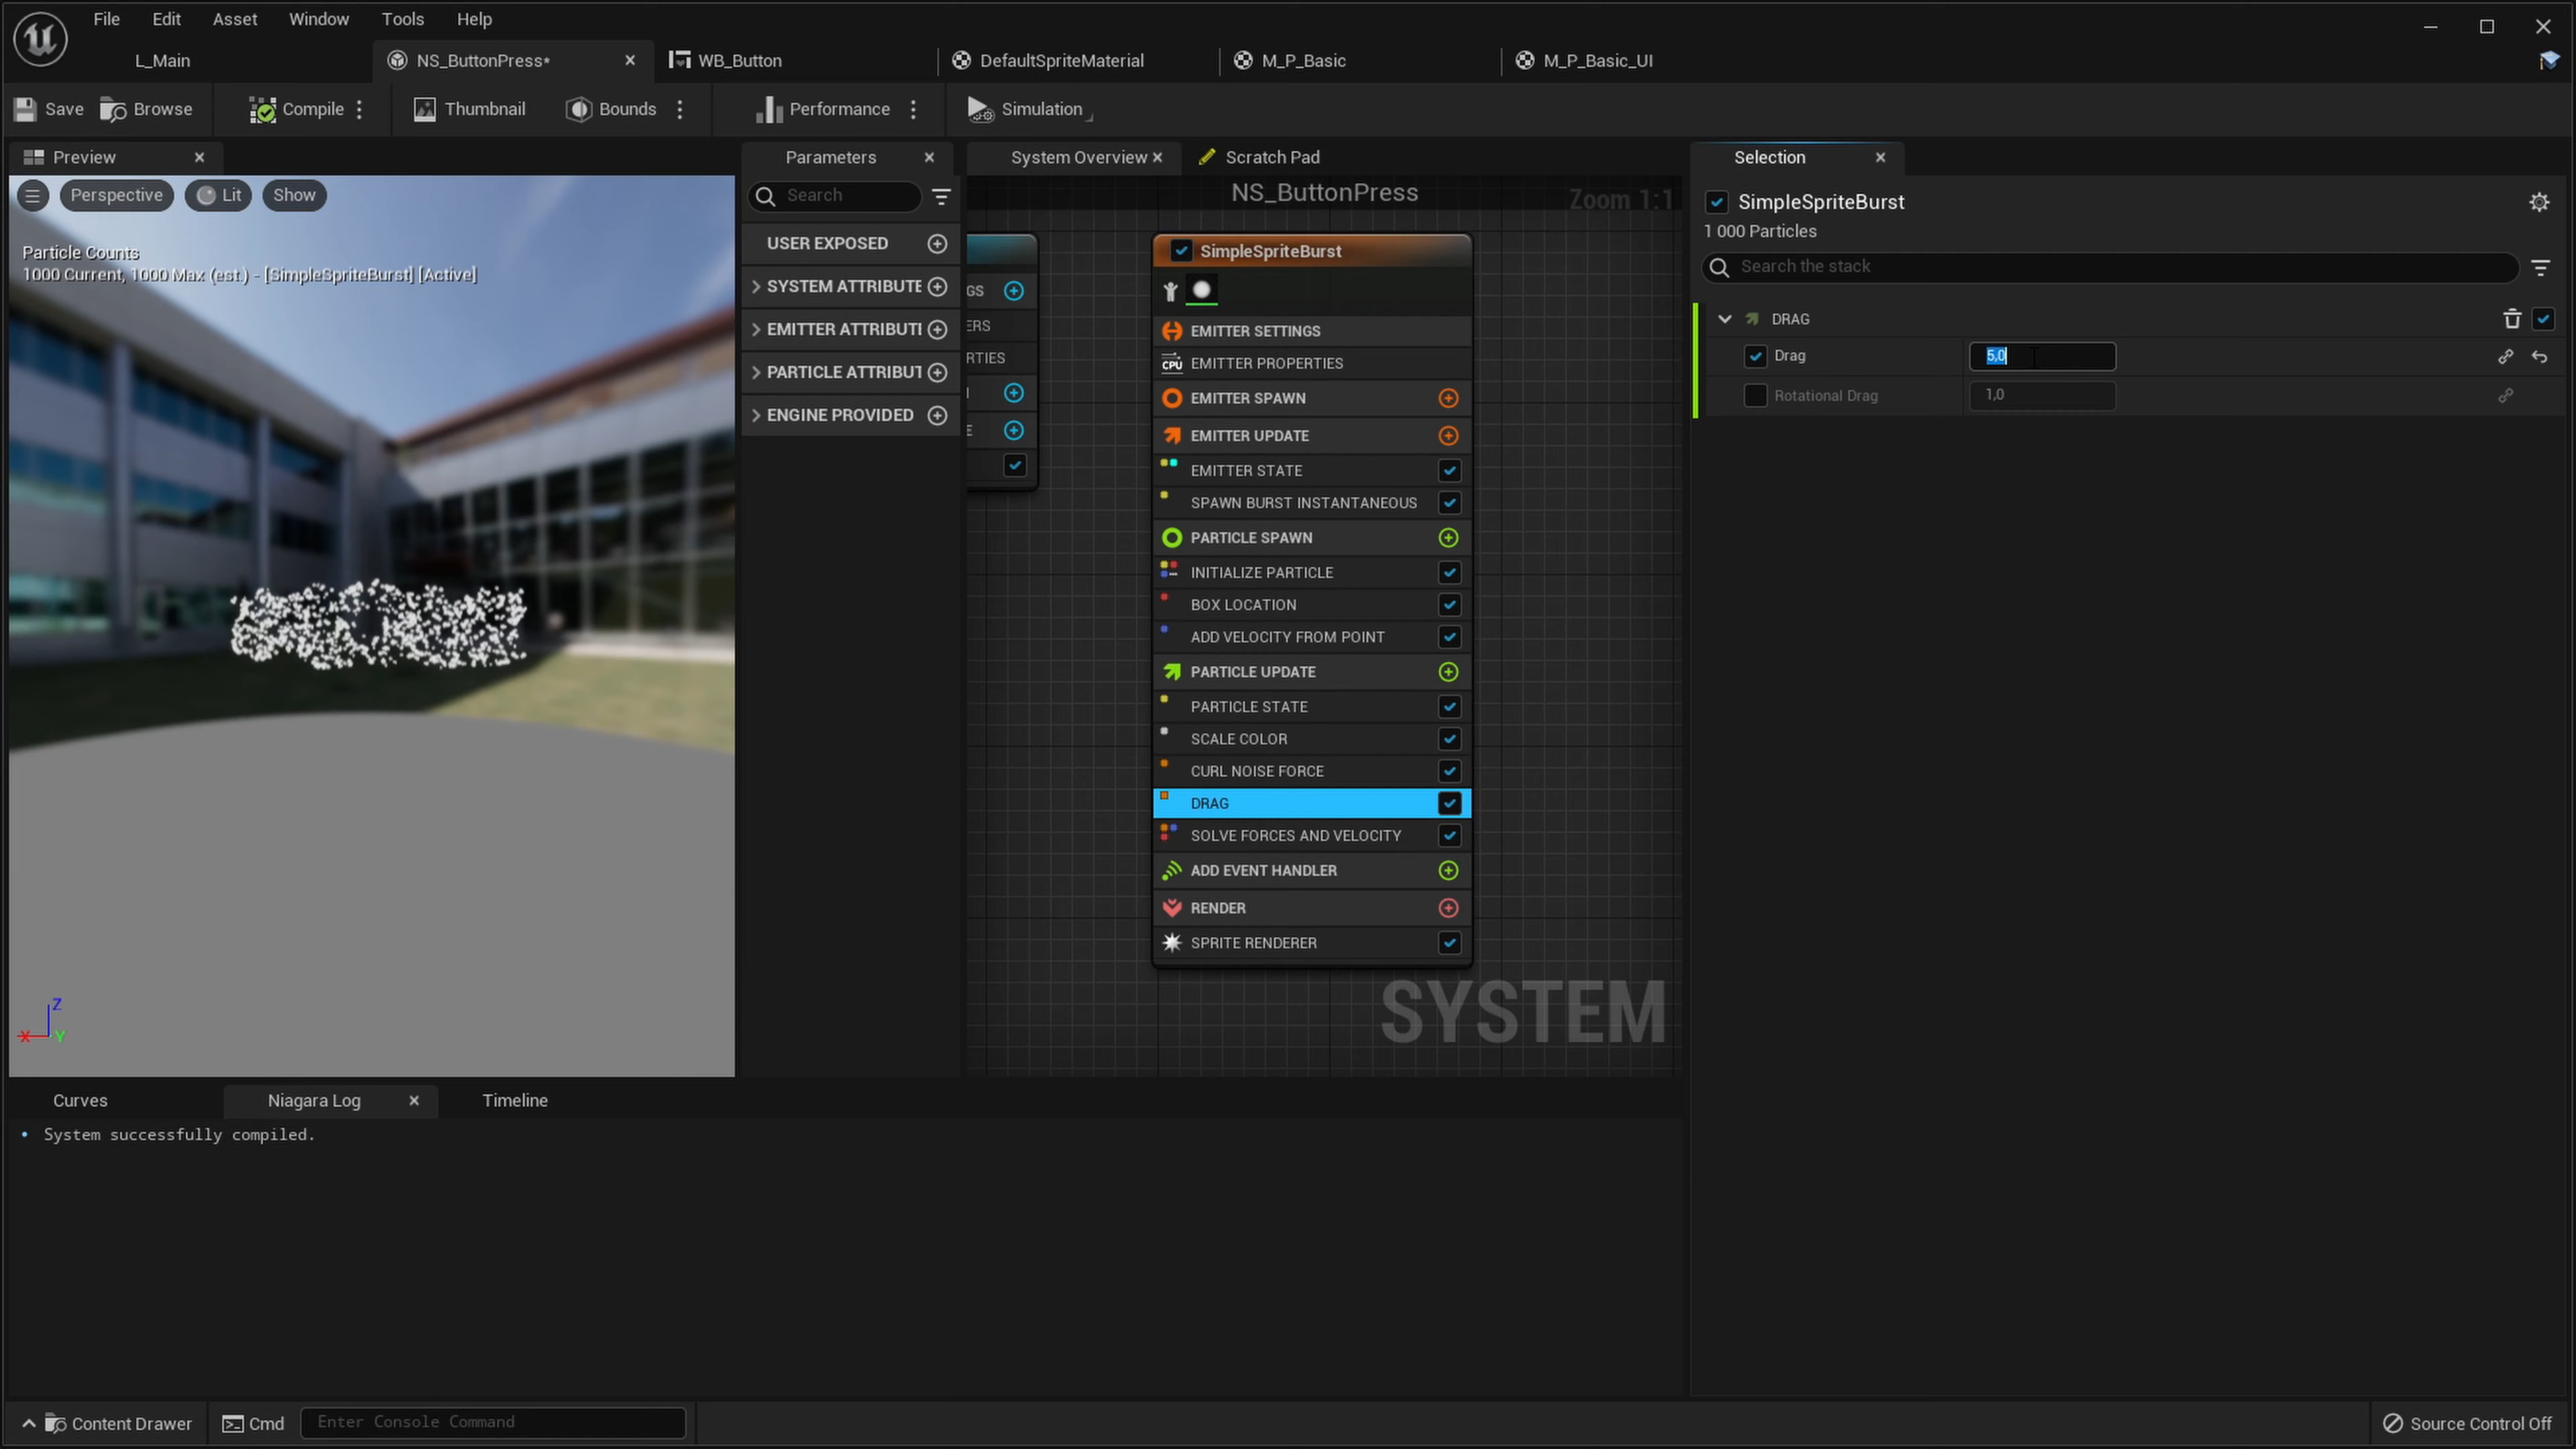 File Edit Asset Window Tools Help
L_Main NS_ButtonPress* WB_Button DefaultSpriteMaterial M_P_Basic M_P_Basic_UI
Save Browse Compile Thumbnail Bounds Performance Simulation
Preview Parameters System Overview Scratch Pad Selection
Perspective Lit Show
Particle Counts
1000 Current, 1000 Max (est.) - [SimpleSpriteBurst] [Active]
Z
X Y
Search
USER EXPOSED
SYSTEM ATTRIBUTE
EMITTER ATTRIBUTI
PARTICLE ATTRIBUT
ENGINE PROVIDED
NS_ButtonPress
Zoom 1:1
GS
ERS
RTIES
E
SimpleSpriteBurst
EMITTER SETTINGS
CPU EMITTER PROPERTIES
EMITTER SPAWN
EMITTER UPDATE
EMITTER STATE
SPAWN BURST INSTANTANEOUS
PARTICLE SPAWN
INITIALIZE PARTICLE
BOX LOCATION
ADD VELOCITY FROM POINT
PARTICLE UPDATE
PARTICLE STATE
SCALE COLOR
CURL NOISE FORCE
DRAG
SOLVE FORCES AND VELOCITY
ADD EVENT HANDLER
RENDER
SPRITE RENDERER
SYSTEM
SimpleSpriteBurst
1 000 Particles
Search the stack
DRAG
Drag 5,0
Rotational Drag 1,0
Curves Niagara Log Timeline
• System successfully compiled.
Content Drawer Cmd Enter Console Command Source Control Off